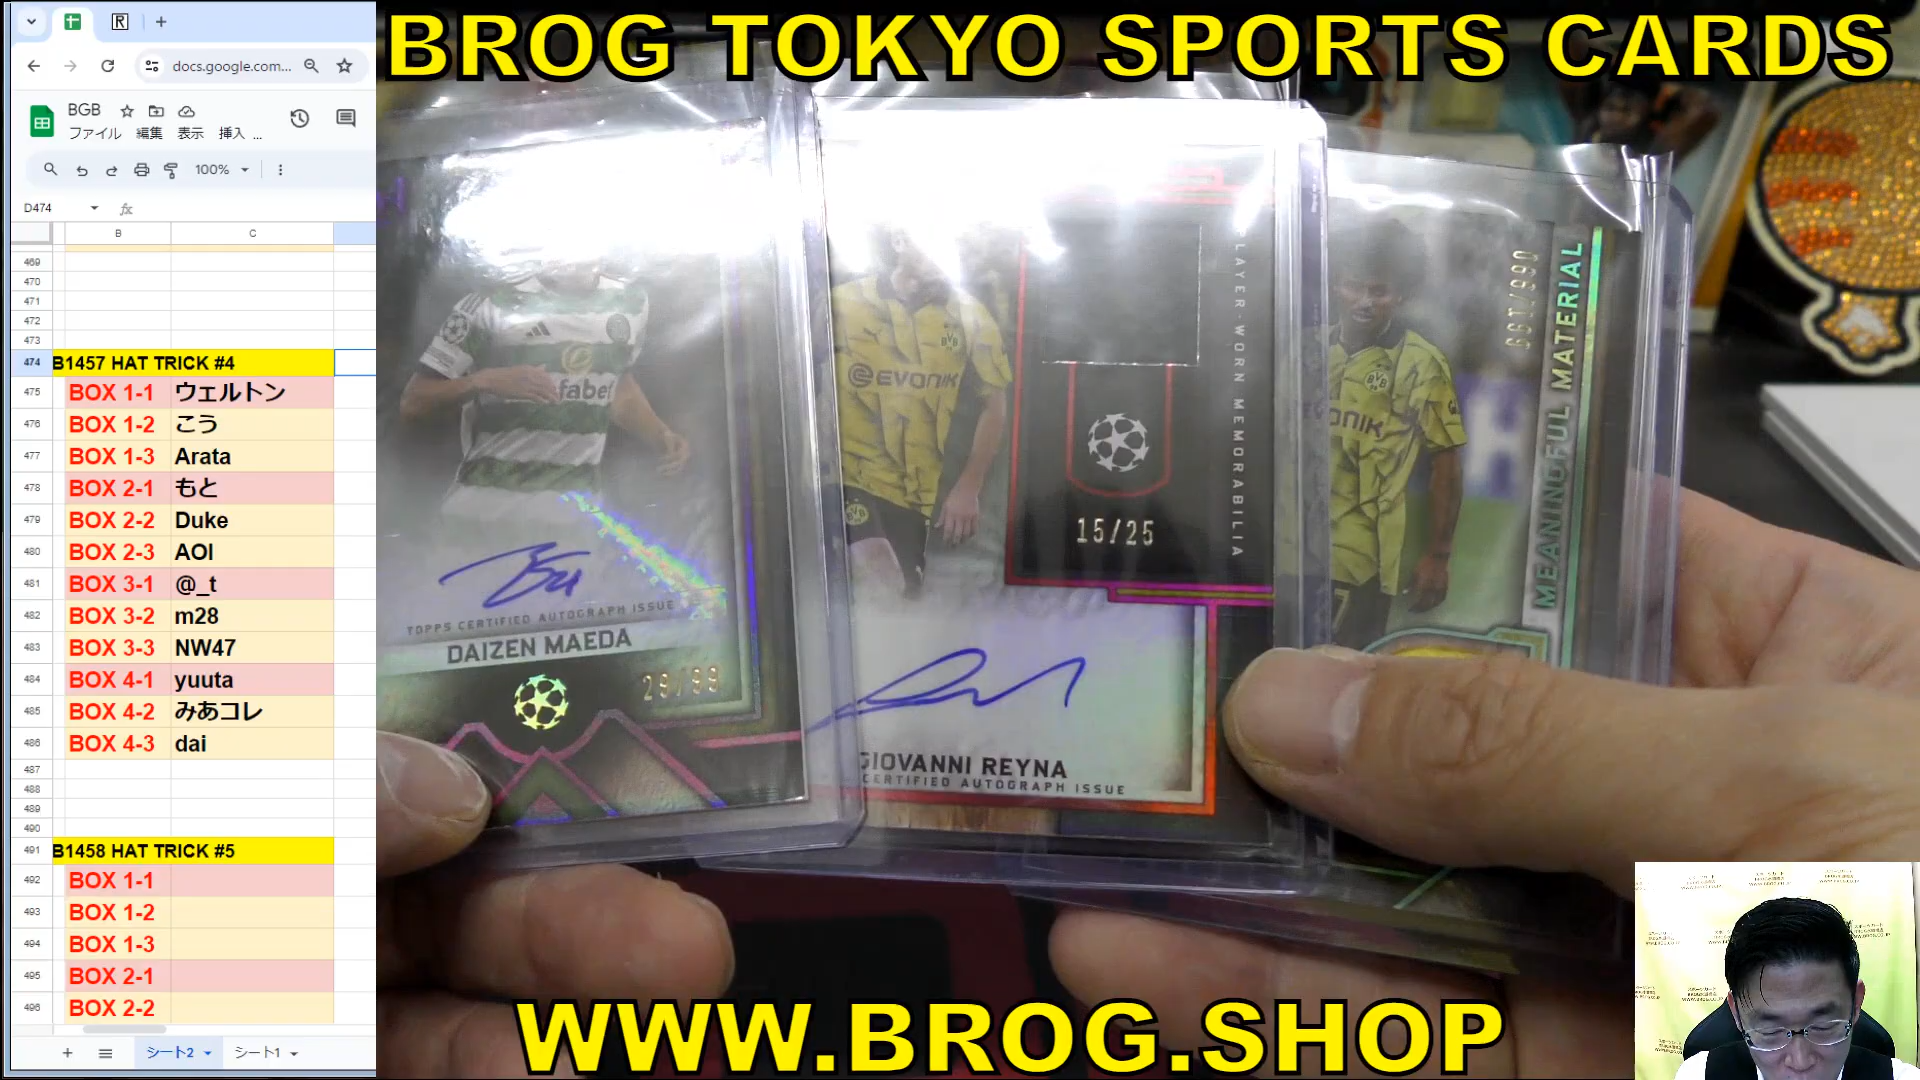 BROG TOKYO SPORTS CARDS
docs.google.com...
BGB
ファイル 編集 表示 挿入 ...
100%
D474
fx
B C
469
470
471
472
473
474 B1457 HAT TRICK #4
475 BOX 1-1 ウェルトン
476 BOX 1-2 こう
477 BOX 1-3 Arata
478 BOX 2-1 もと
479 BOX 2-2 Duke
480 BOX 2-3 AOI
481 BOX 3-1 @_t
482 BOX 3-2 m28
483 BOX 3-3 NW47
484 BOX 4-1 yuuta
485 BOX 4-2 みあコレ
486 BOX 4-3 dai
487
488
489
490
491 B1458 HAT TRICK #5
492 BOX 1-1
493 BOX 1-2
494 BOX 1-3
495 BOX 2-1
496 BOX 2-2
シート2 シート1
fabet
TOPPS CERTIFIED AUTOGRAPH ISSUE
DAIZEN MAEDA
29/99
EVONIK
BVB 09
LAYER-WORN MEMORABILIA
15/25
GIOVANNI REYNA
CERTIFIED AUTOGRAPH ISSUE
BVB
ONIK
090/199
MEANINGFUL MATERIAL
WWW.BROG.SHOP